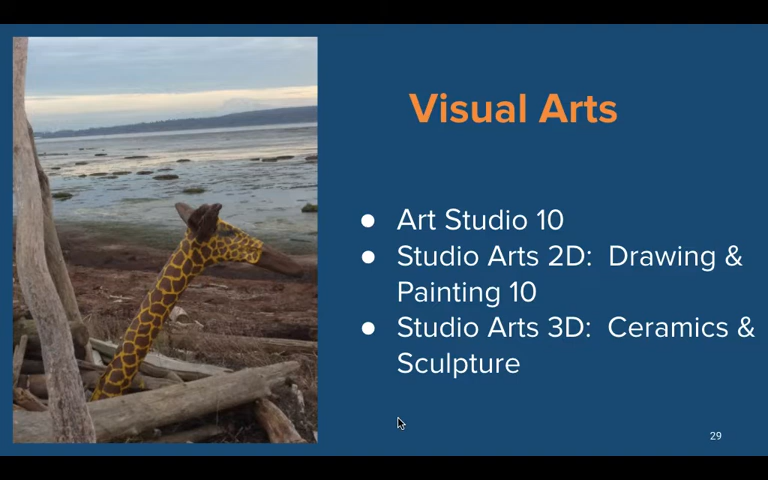 Visual Arts
● Art Studio 10
● Studio Arts 2D: Drawing &
Painting 10
● Studio Arts 3D: Ceramics &
Sculpture
29